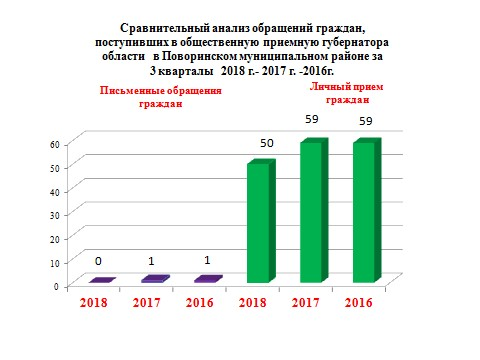 Сравнительный анализ обращений граждан,
поступивших в общественную приемную губернатора
области в Поворинском муниципальном районе за
3 кварталы 2018 г.- 2017 г. -2016г.
Письменные обращения
граждан
Личный прием
граждан
59
59
50
60
50
40
30
20
10
0
0
1
1
2018
2017
2016
2018
2017
2016